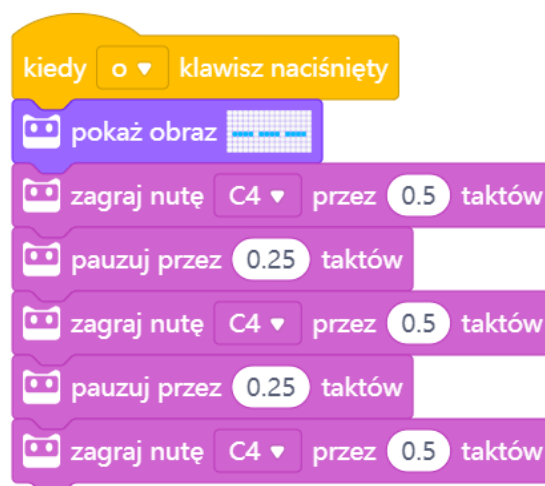 kiedy o klawisz naciśnięty
pokaż obraz
zagraj nutę C4 przez 0.5 taktów
pauzuj przez 0.25 taktów
zagraj nutę C4 przez 0.5 taktów
pauzuj przez 0.25 taktów
zagraj nutę C4 przez 0.5 taktów